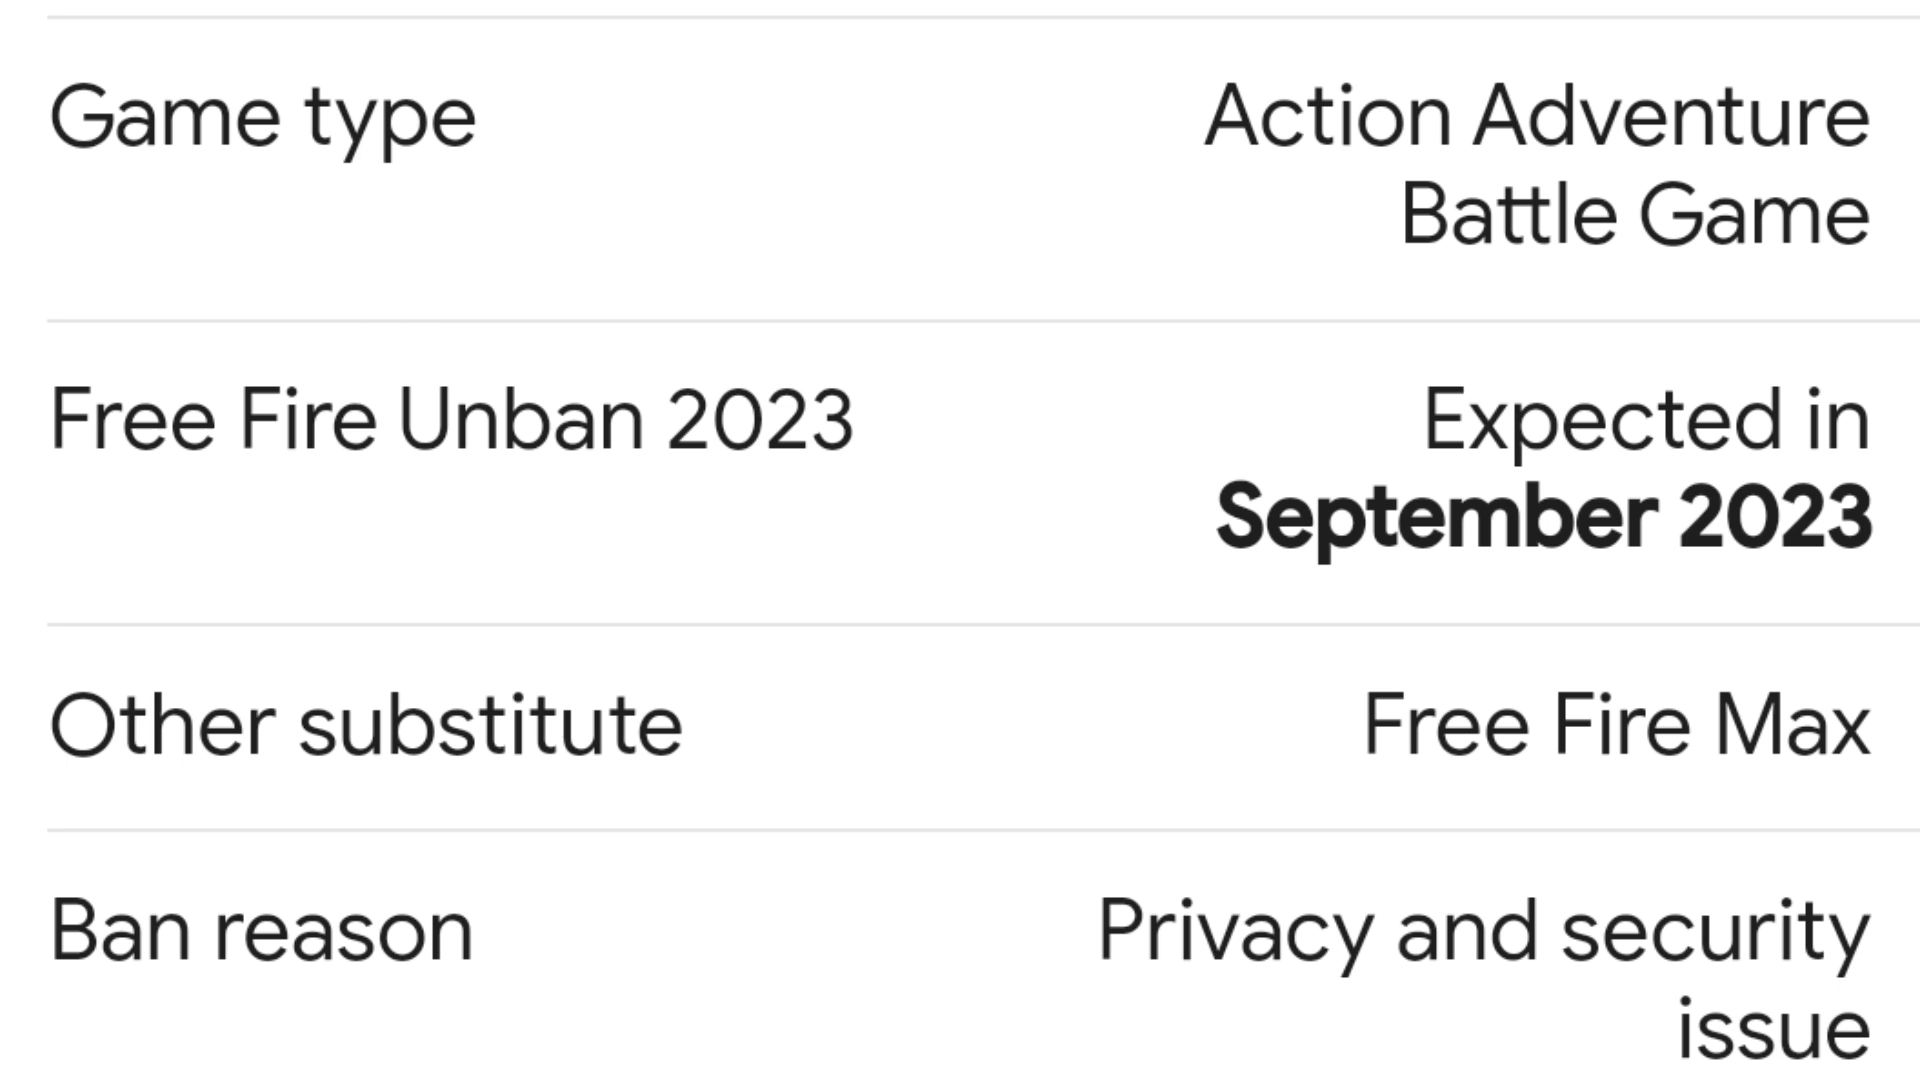 Game type
Action Adventure
Battle Game
Free Fire Unban 2023
Expected in
September 2023
Other substitute
Free Fire Max
Ban reason
Privacy and security
issue